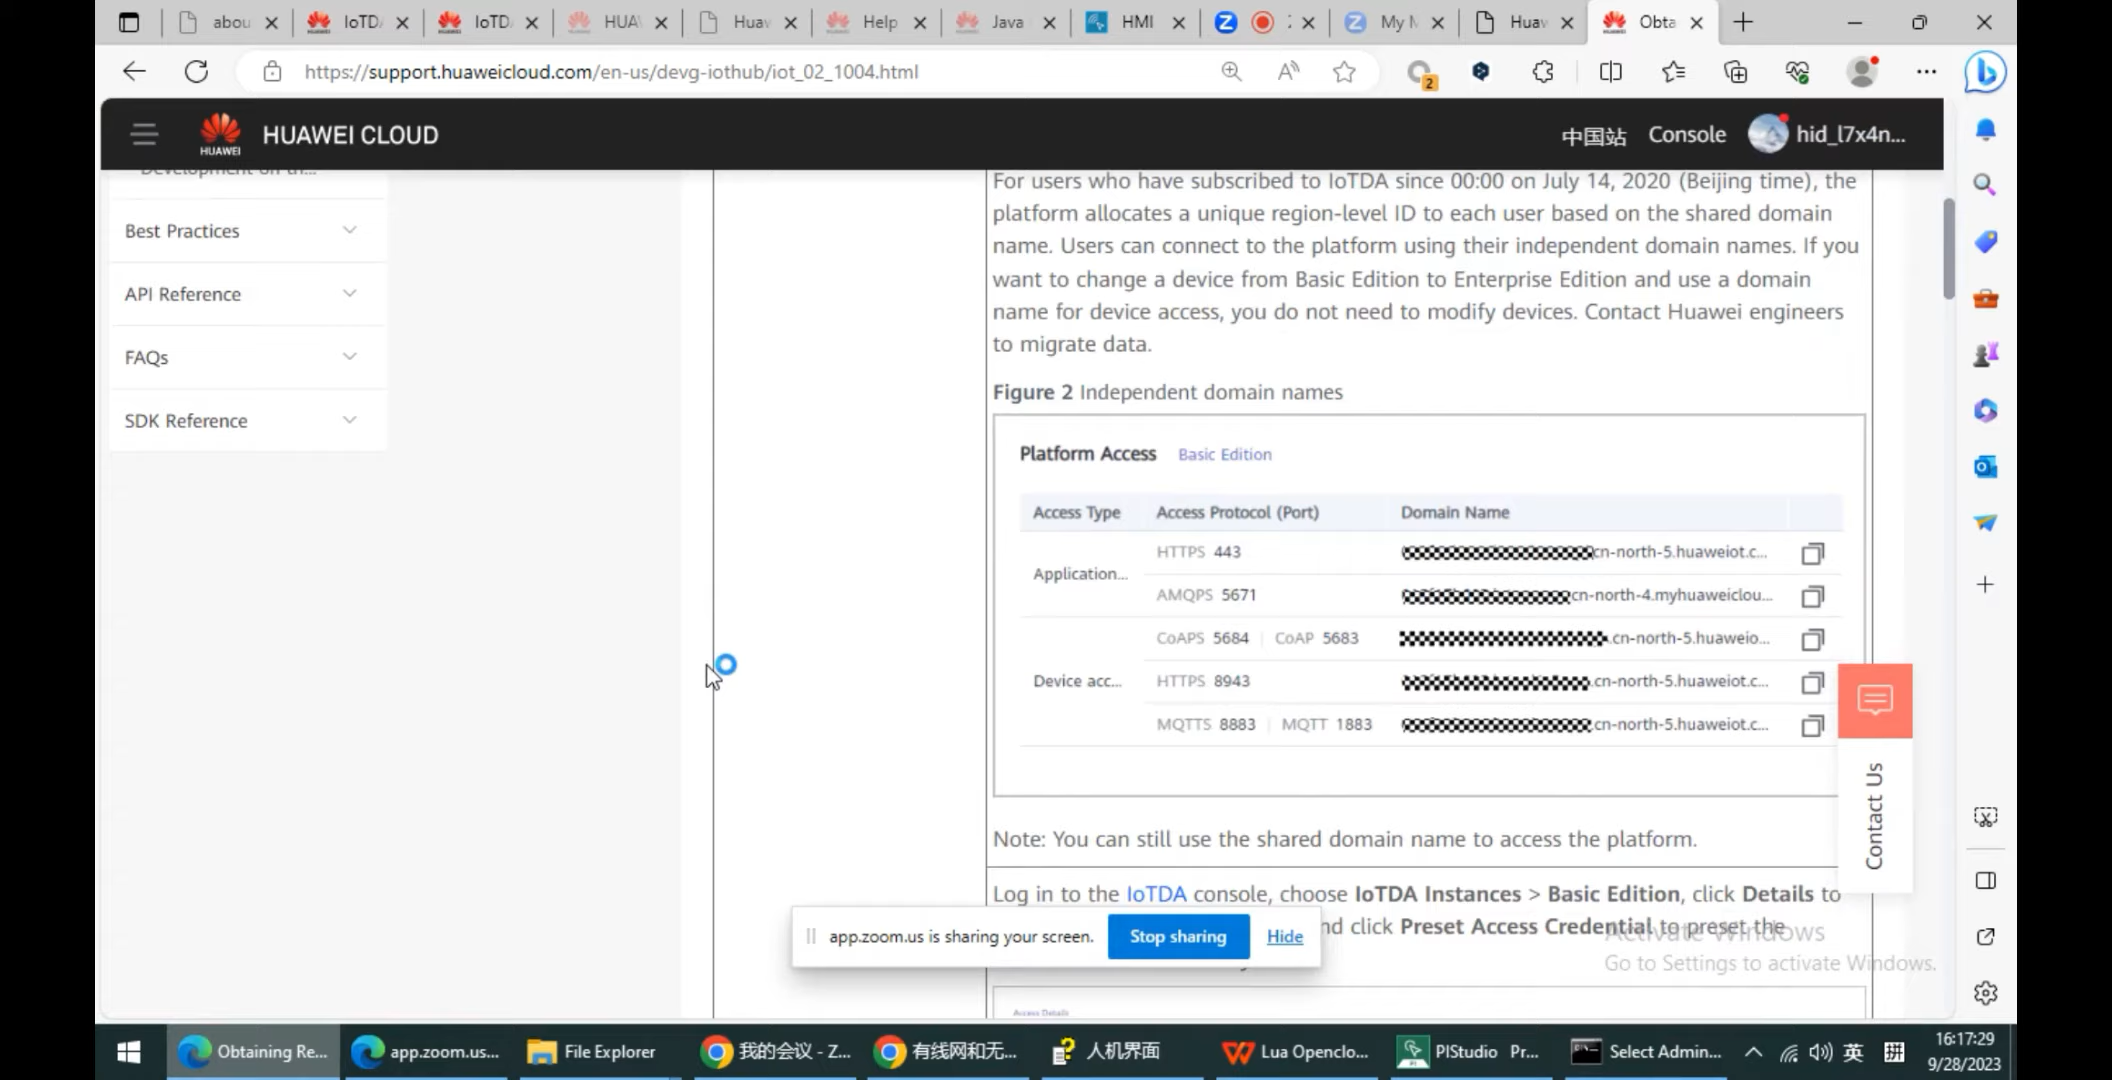 abou
IoTD
IoTD
HUA
Huav
Help
Java
HMI
My
Huav
Obta
https://support.huaweicloud.com/en-us/devg-iothub/iot_02_1004.html
2
HUAWEI
HUAWEI CLOUD
中国站
Console
hid_l7x4n...
Best Practices
API Reference
FAQs
SDK Reference
For users who have subscribed to IoTDA since 00:00 on July 14, 2020 (Beijing time), the
platform allocates a unique region-level ID to each user based on the shared domain
name. Users can connect to the platform using their independent domain names. If you
want to change a device from Basic Edition to Enterprise Edition and use a domain
name for device access, you do not need to modify devices. Contact Huawei engineers
to migrate data.
Figure 2 Independent domain names
Platform Access Basic Edition
Access Type Access Protocol (Port) Domain Name
HTTPS 443 cn-north-5.huaweiot.c...
Application...
AMQPS 5671 cn-north-4.myhuaweiclou...
CoAPS 5684 | CoAP 5683 .cn-north-5.huaweio...
Device acc... HTTPS 8943 .cn-north-5.huaweiot.c...
MQTTS 8883 | MQTT 1883 .cn-north-5.huaweiot.c...
Contact Us
Note: You can still use the shared domain name to access the platform.
Log in to the IoTDA console, choose IoTDA Instances > Basic Edition, click Details to
nd click Preset Access Credential to preset the
app.zoom.us is sharing your screen. Stop sharing Hide
Activate Windows
Go to Settings to activate Windows.
Access Details
Obtaining Re...
app.zoom.us...
File Explorer
我的会议 - Z...
有线网和无...
人机界面
Lua Openclo...
PIStudio Pr...
Select Admin...
英
拼
16:17:29
9/28/2023